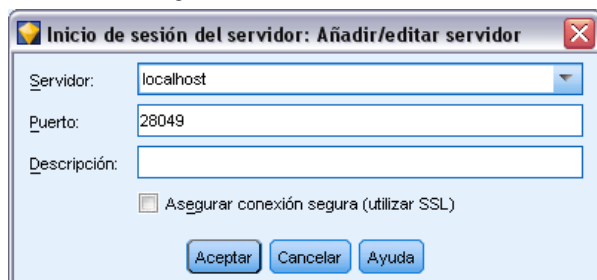 Inicio de sesión del servidor: Añadir/editar servidor
Servidor: localhost
Puerto: 28049
Descripción:
Asegurar conexión segura (utilizar SSL)
Aceptar Cancelar Ayuda